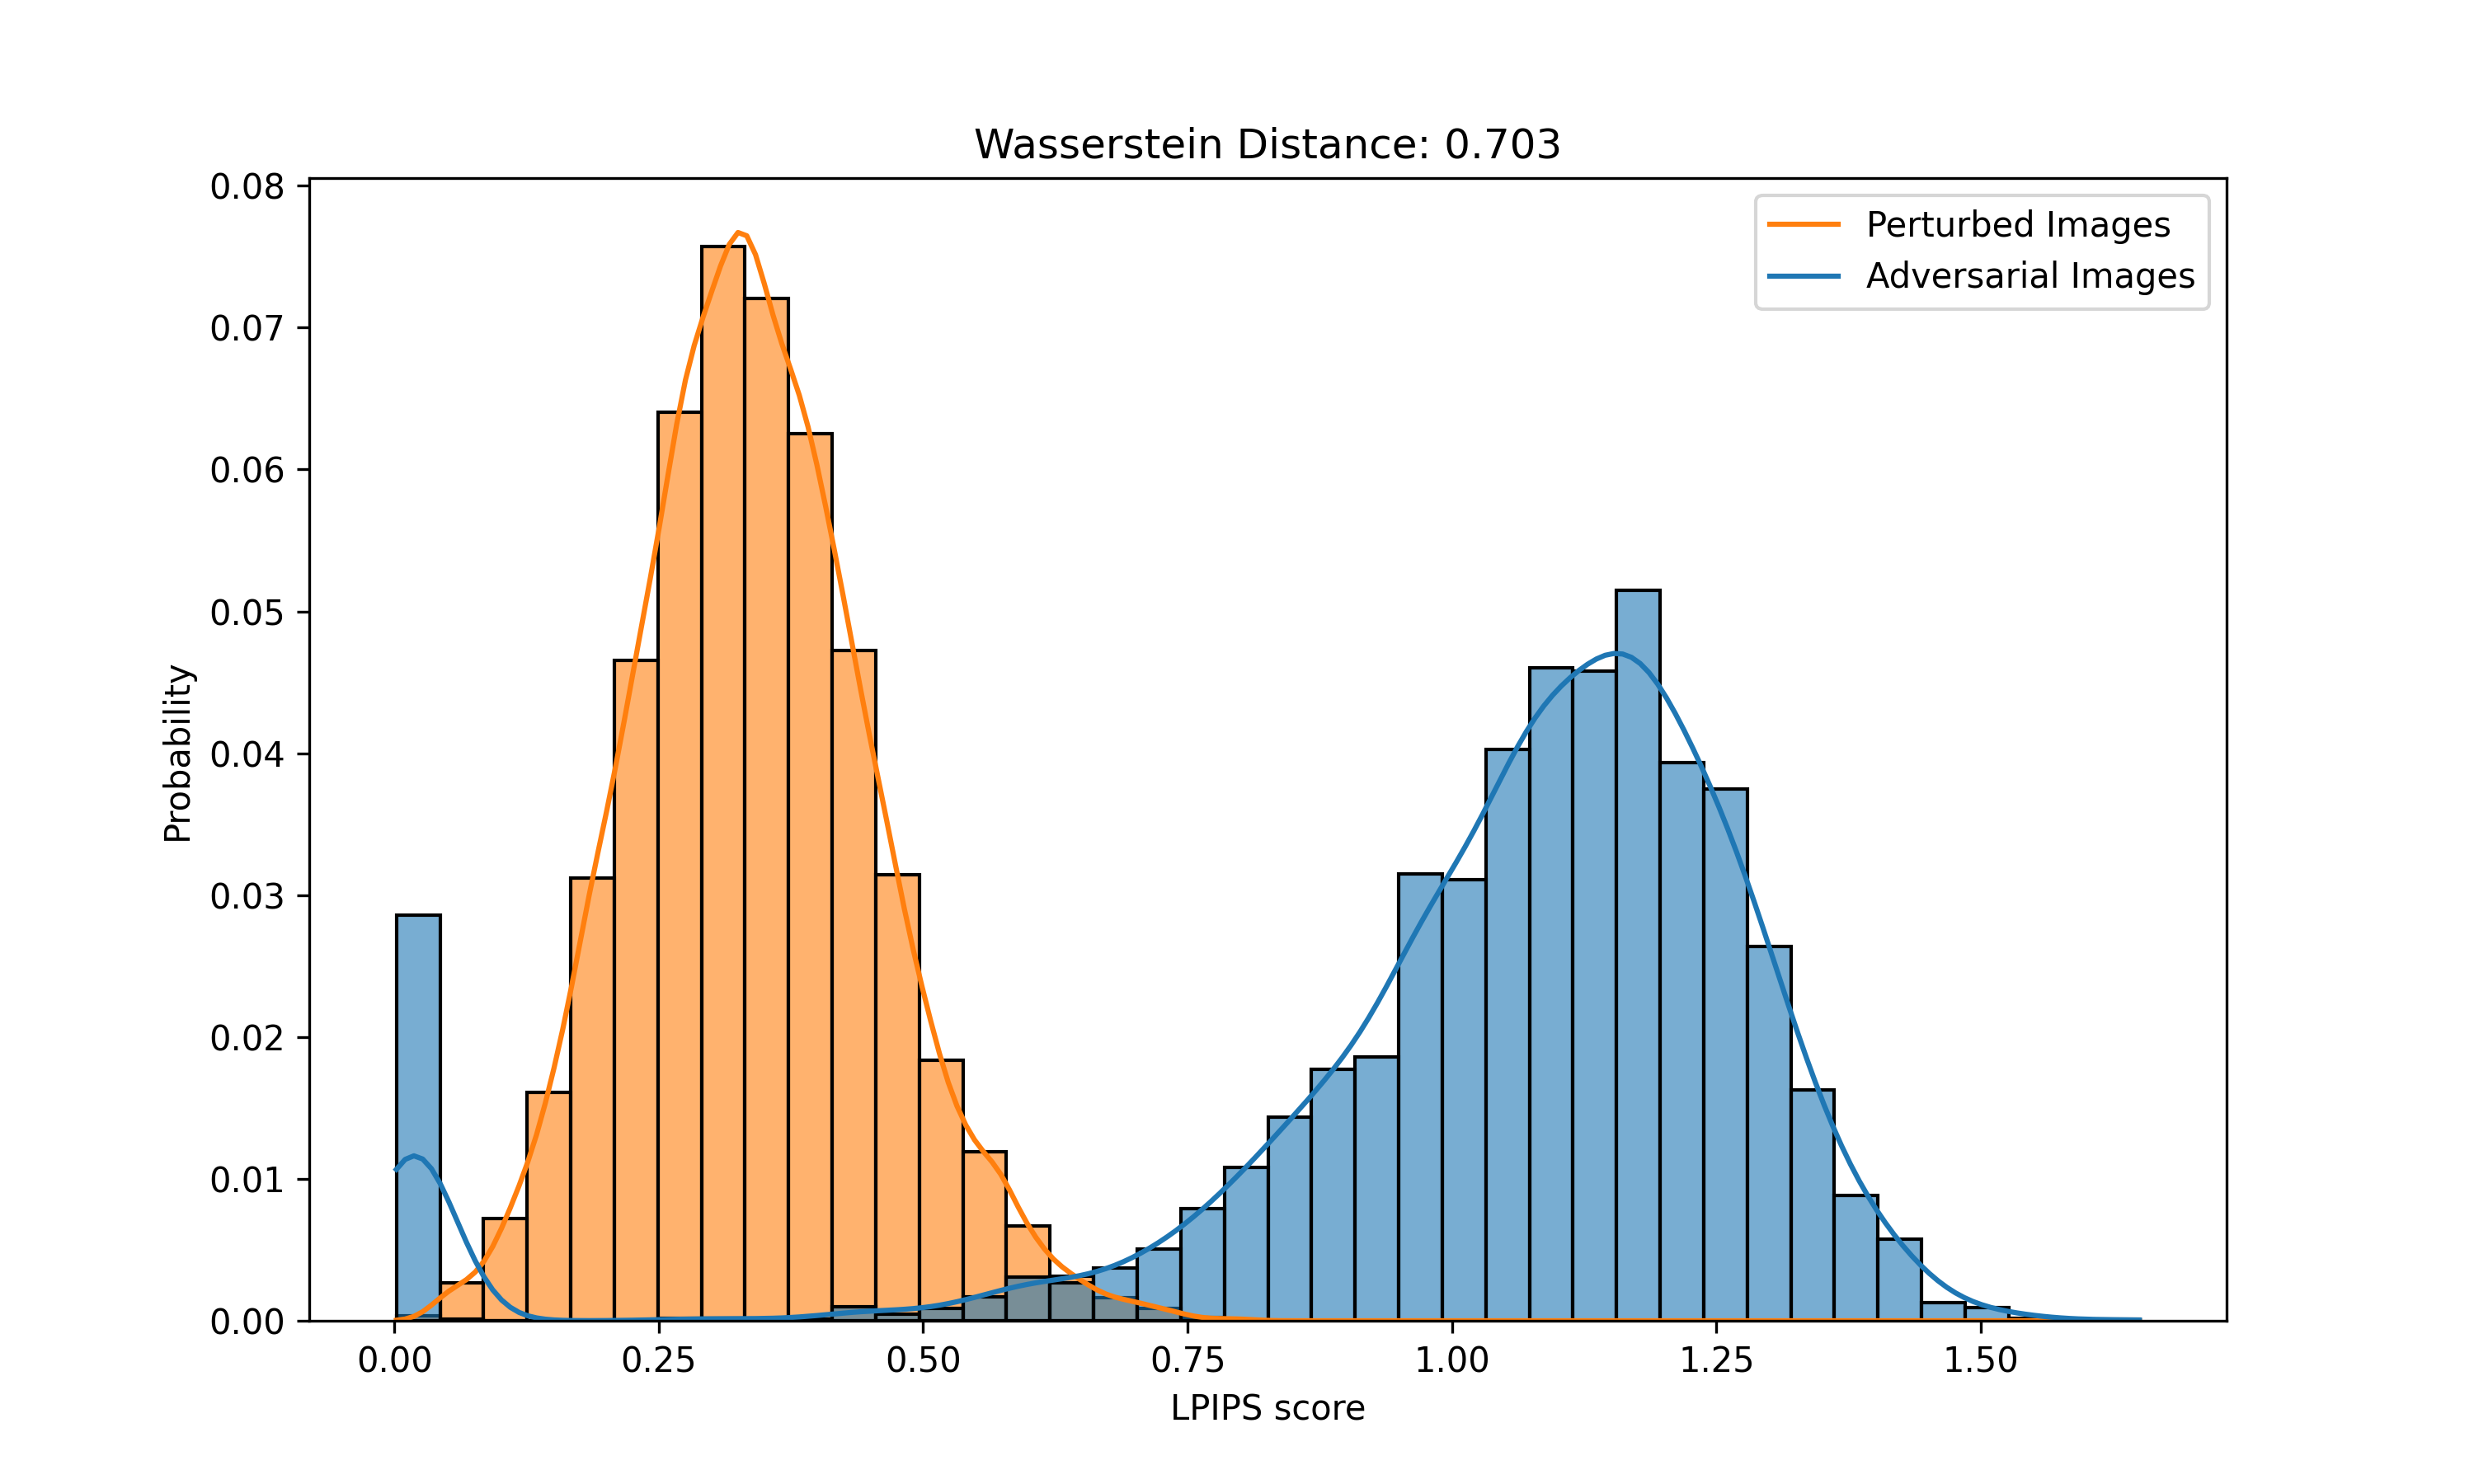 Wasserstein Distance: 0.703
Perturbed Images
Adversarial Images
Probability
0.08
0.07
0.06
0.05
0.04
0.03
0.02
0.01
0.00
0.00 0.25 0.50 0.75 1.00 1.25 1.50
LPIPS score